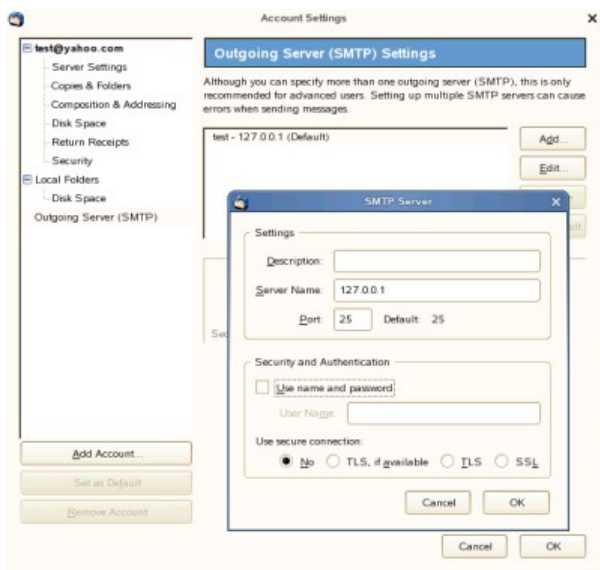 Account Settings
test@yahoo.com
Server Settings
Copies & Folders
Composition & Addressing
Disk Space
Return Receipts
Security
Local Folders
Disk Space
Outgoing Server (SMTP)
Add Account...
Set as Default
Remove Account
Outgoing Server (SMTP) Settings
Although you can specify more than one outgoing server (SMTP), this is only
recommended for advanced users. Setting up multiple SMTP servers can cause
errors when sending messages.
test - 127.0.0.1 (Default)
Add...
Edit...
SMTP Server
Settings
Description:
Server Name: 127.0.0.1
Port: 25 Default: 25
Security and Authentication
Use name and password
User Name:
Use secure connection:
No TLS, if available TLS SSL
Cancel OK
Cancel OK